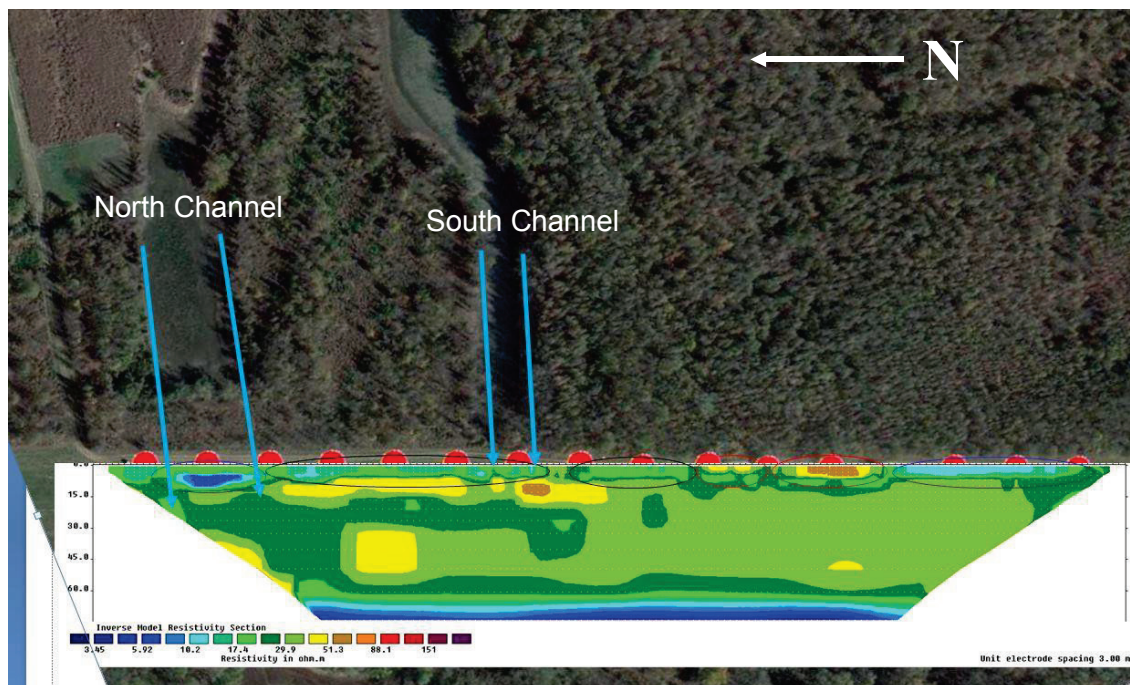 N
North Channel
South Channel
0.0
15.0
30.0
45.0
60.0
Inverse Model Resistivity Section
3.45 5.92 10.2 17.4 29.9 51.3 88.1 151
Resistivity in ohm.m
Unit electrode spacing 3.00 m